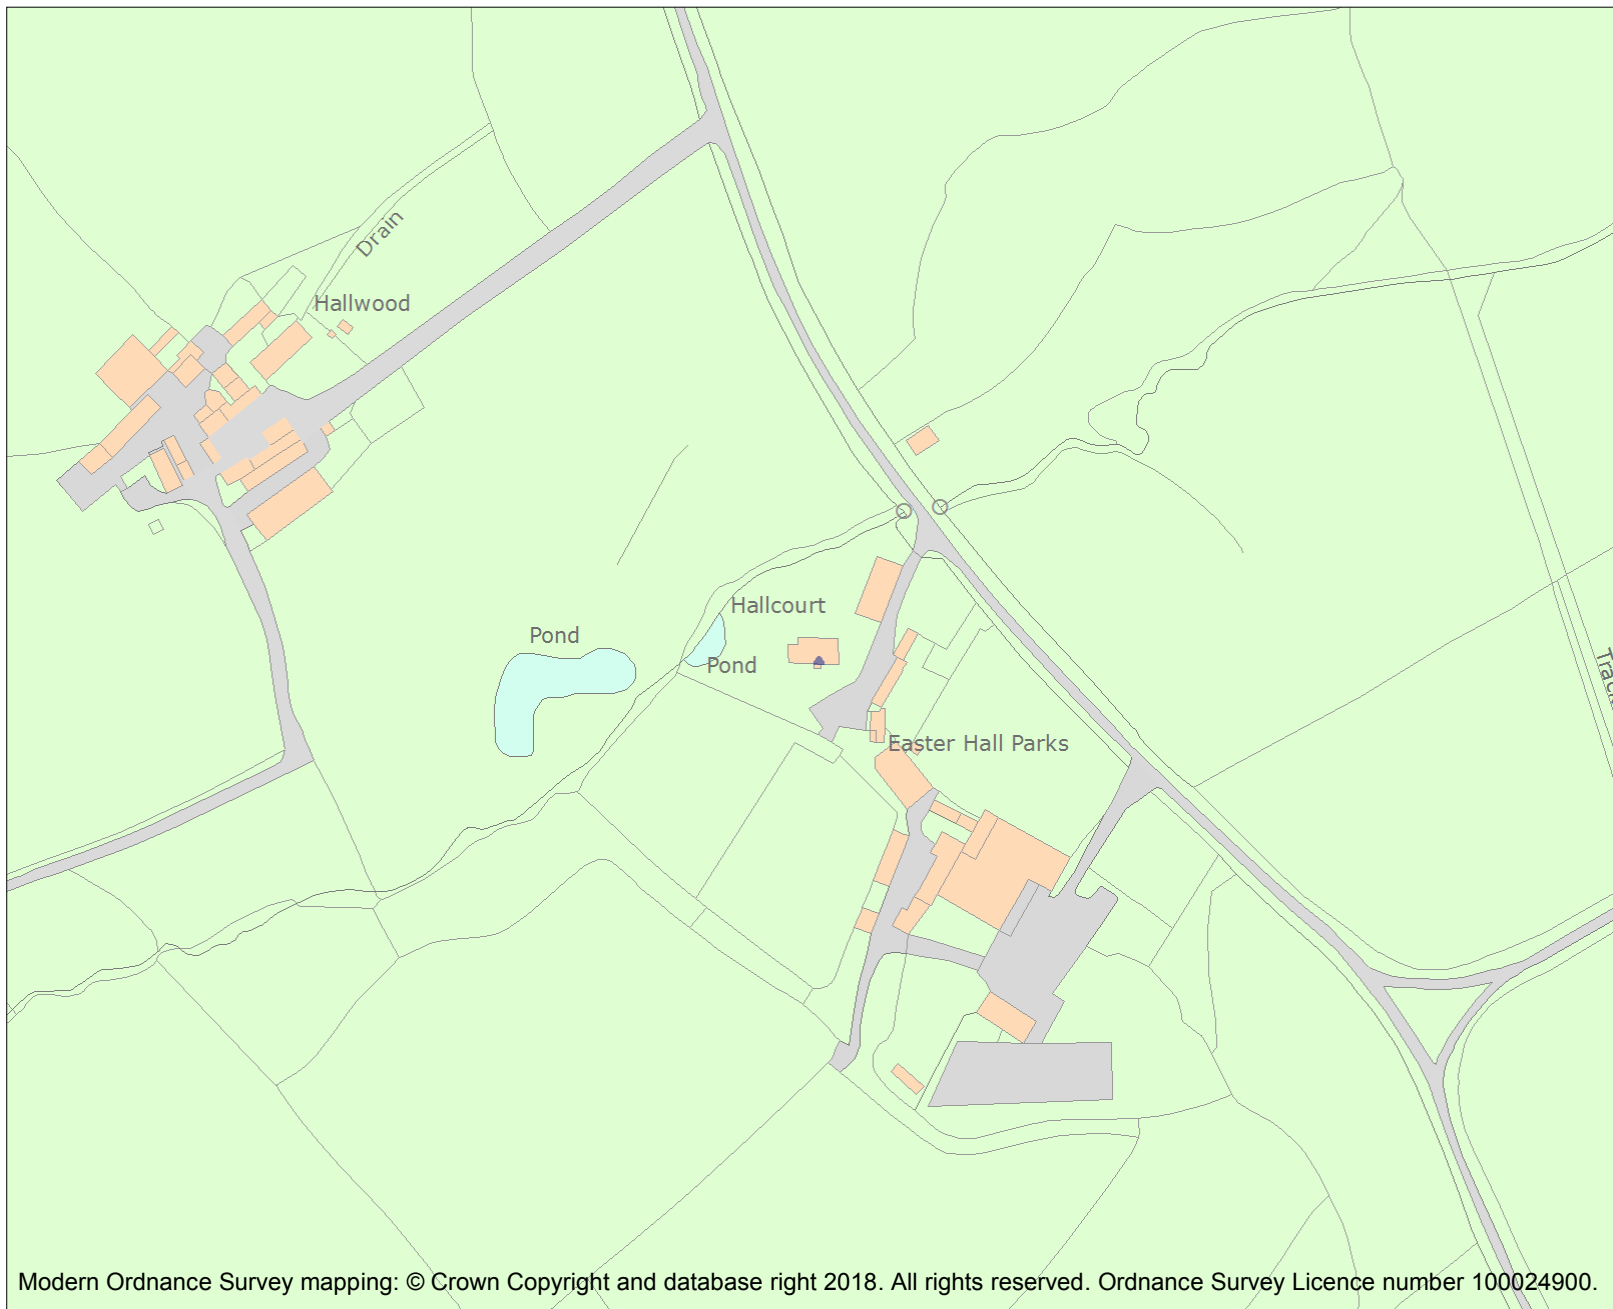 Drain
Hallwood
Hallcourt
Pond
Pond
Track
Easter Hall Parks
Modern Ordnance Survey mapping: © Crown Copyright and database right 2018. All rights reserved. Ordnance Survey Licence number 100024900.